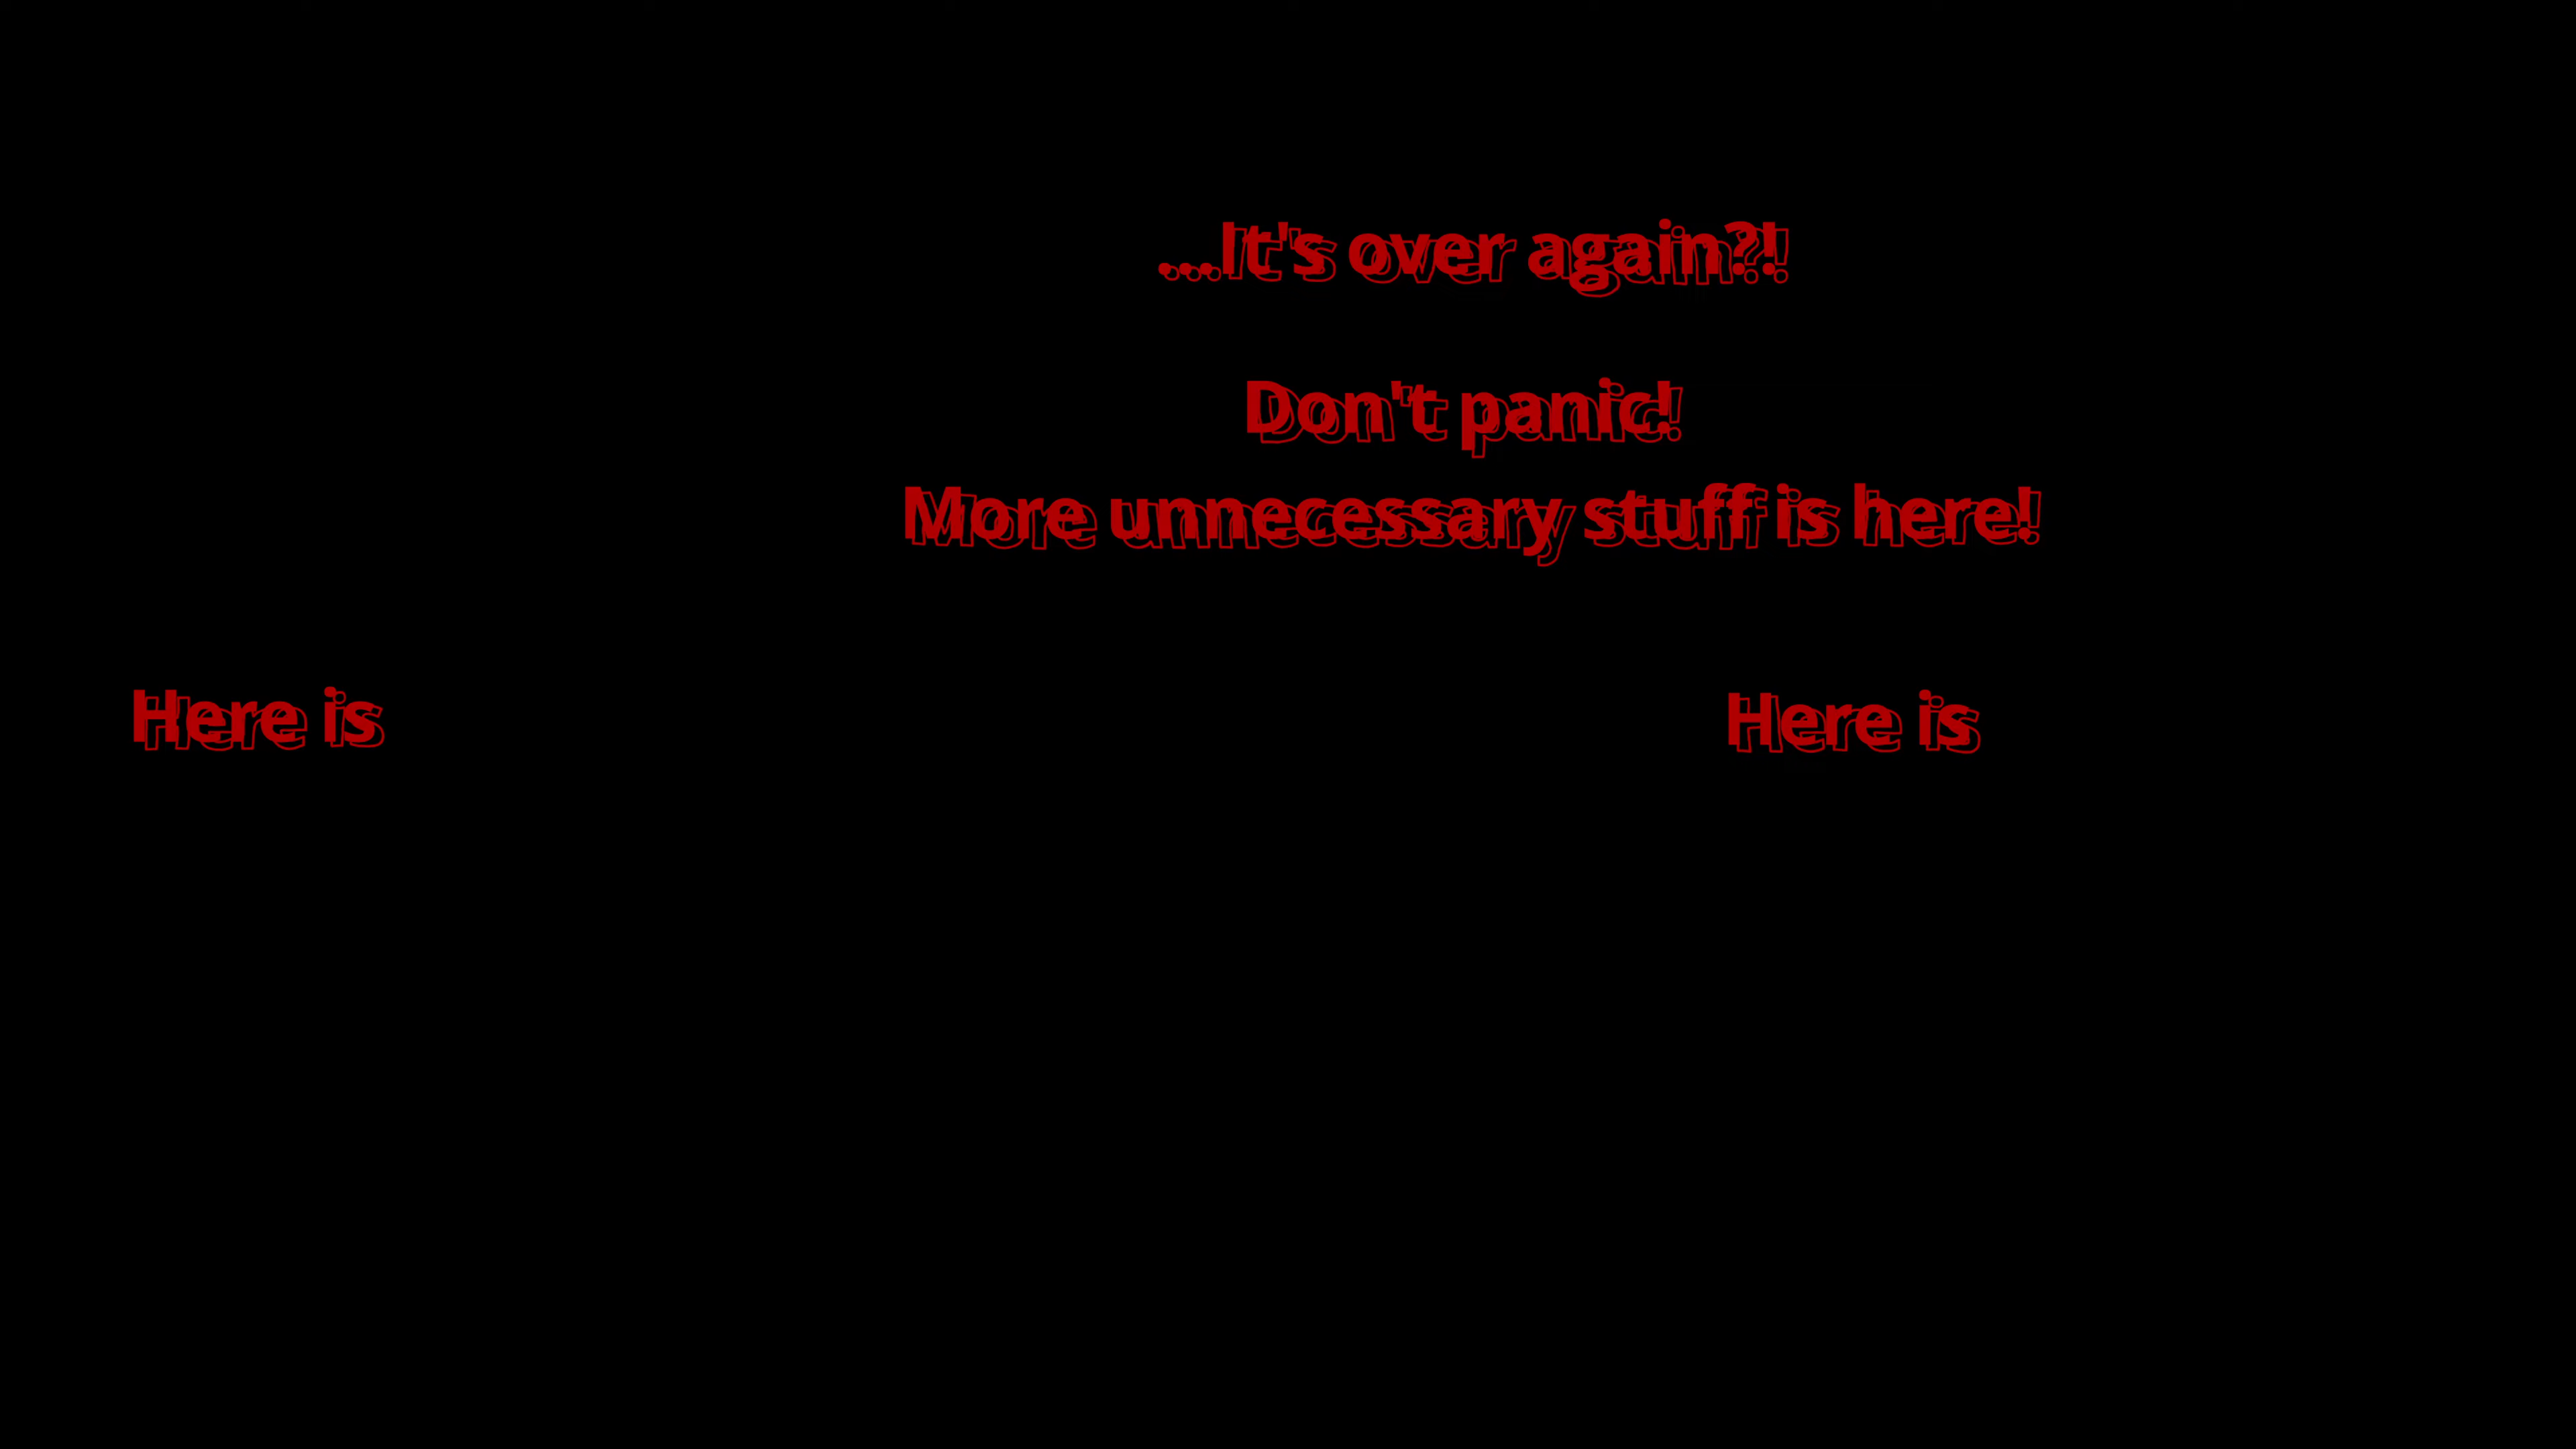 ...It's over again?!
Don't panic!
More unnecessary stuff is here!
Here is
Here is